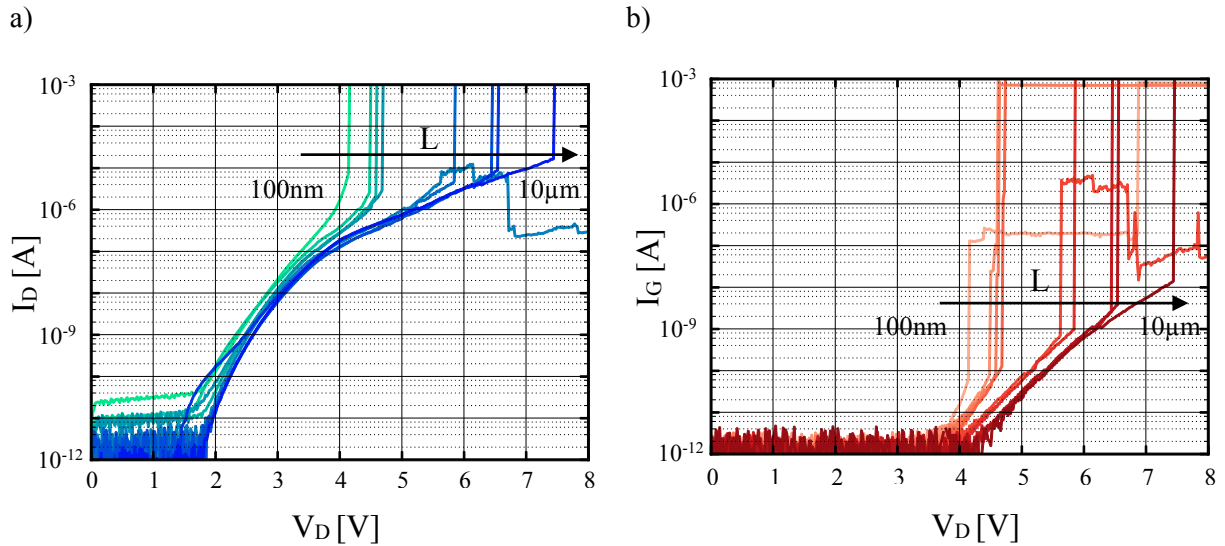 a)
10⁻³
10⁻⁶
10⁻⁹
10⁻¹²
I_D [A]
L
100nm
10µm
0 1 2 3 4 5 6 7 8
V_D [V]
b)
10⁻³
10⁻⁶
10⁻⁹
10⁻¹²
I_G [A]
L
100nm
10µm
0 1 2 3 4 5 6 7 8
V_D [V]